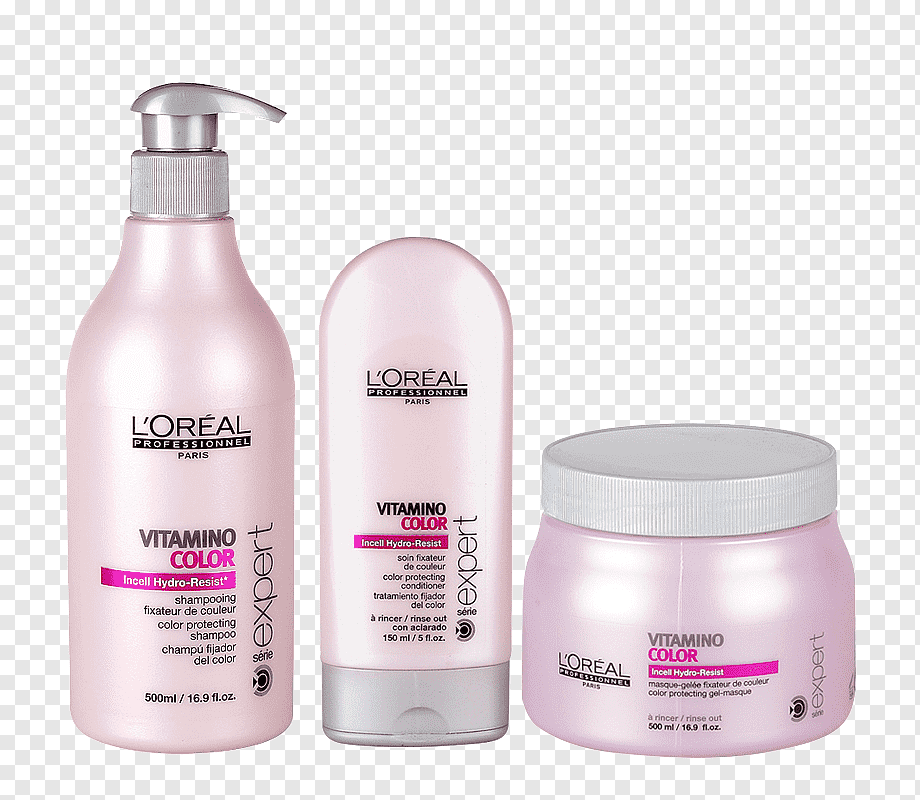 L'ORÉAL
PROFESSIONNEL
PARIS
VITAMINO
COLOR
Incell Hydro-Resist*
shampooing
fixateur de couleur
color protecting
shampoo
champú fijador
del color
500ml / 16.9 fl.oz.
série expert
L'ORÉAL
PROFESSIONNEL
PARIS
VITAMINO
COLOR
Incell Hydro-Resist
soin fixateur
de couleur
color protecting
conditioner
tratamiento fijador
del color
à rincer / rinse out
con aclarado
150 ml / 5 fl.oz.
série expert
L'ORÉAL
PROFESSIONNEL
PARIS
VITAMINO
COLOR
Incell Hydro-Resist
masque-gelée fixateur de couleur
color protecting gel-masque
à rincer / rinse out
500 ml / 16.9 fl.oz.
série expert